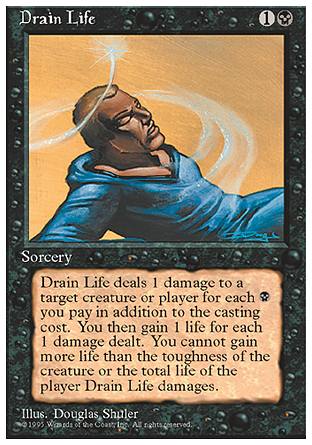 Drain Life 1
Sorcery
Drain Life deals 1 damage to a
target creature or player for each
you pay in addition to the casting
cost. You then gain 1 life for each
1 damage dealt. You cannot gain
more life than the toughness of the
creature or the total life of the
player Drain Life damages.
Illus. Douglas Shuler
©1995 Wizards of the Coast, Inc. All rights reserved.